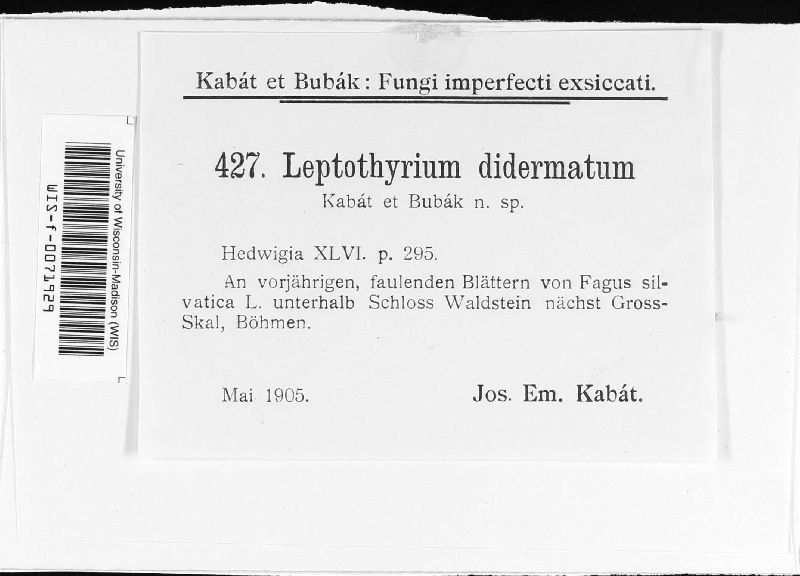 Kabát et Bubák: Fungi imperfecti exsiccati.
427. Leptothyrium didermatum
Kabát et Bubák n. sp.
Hedwigia XLVI. p. 295.
An vorjährigen, faulenden Blättern von Fagus sil-
vatica L. unterhalb Schloss Waldstein nächst Gross-
Skal, Böhmen.
Mai 1905.
Jos. Em. Kabát.
University of Wisconsin-Madison (WIS)
WIS-f-0071929